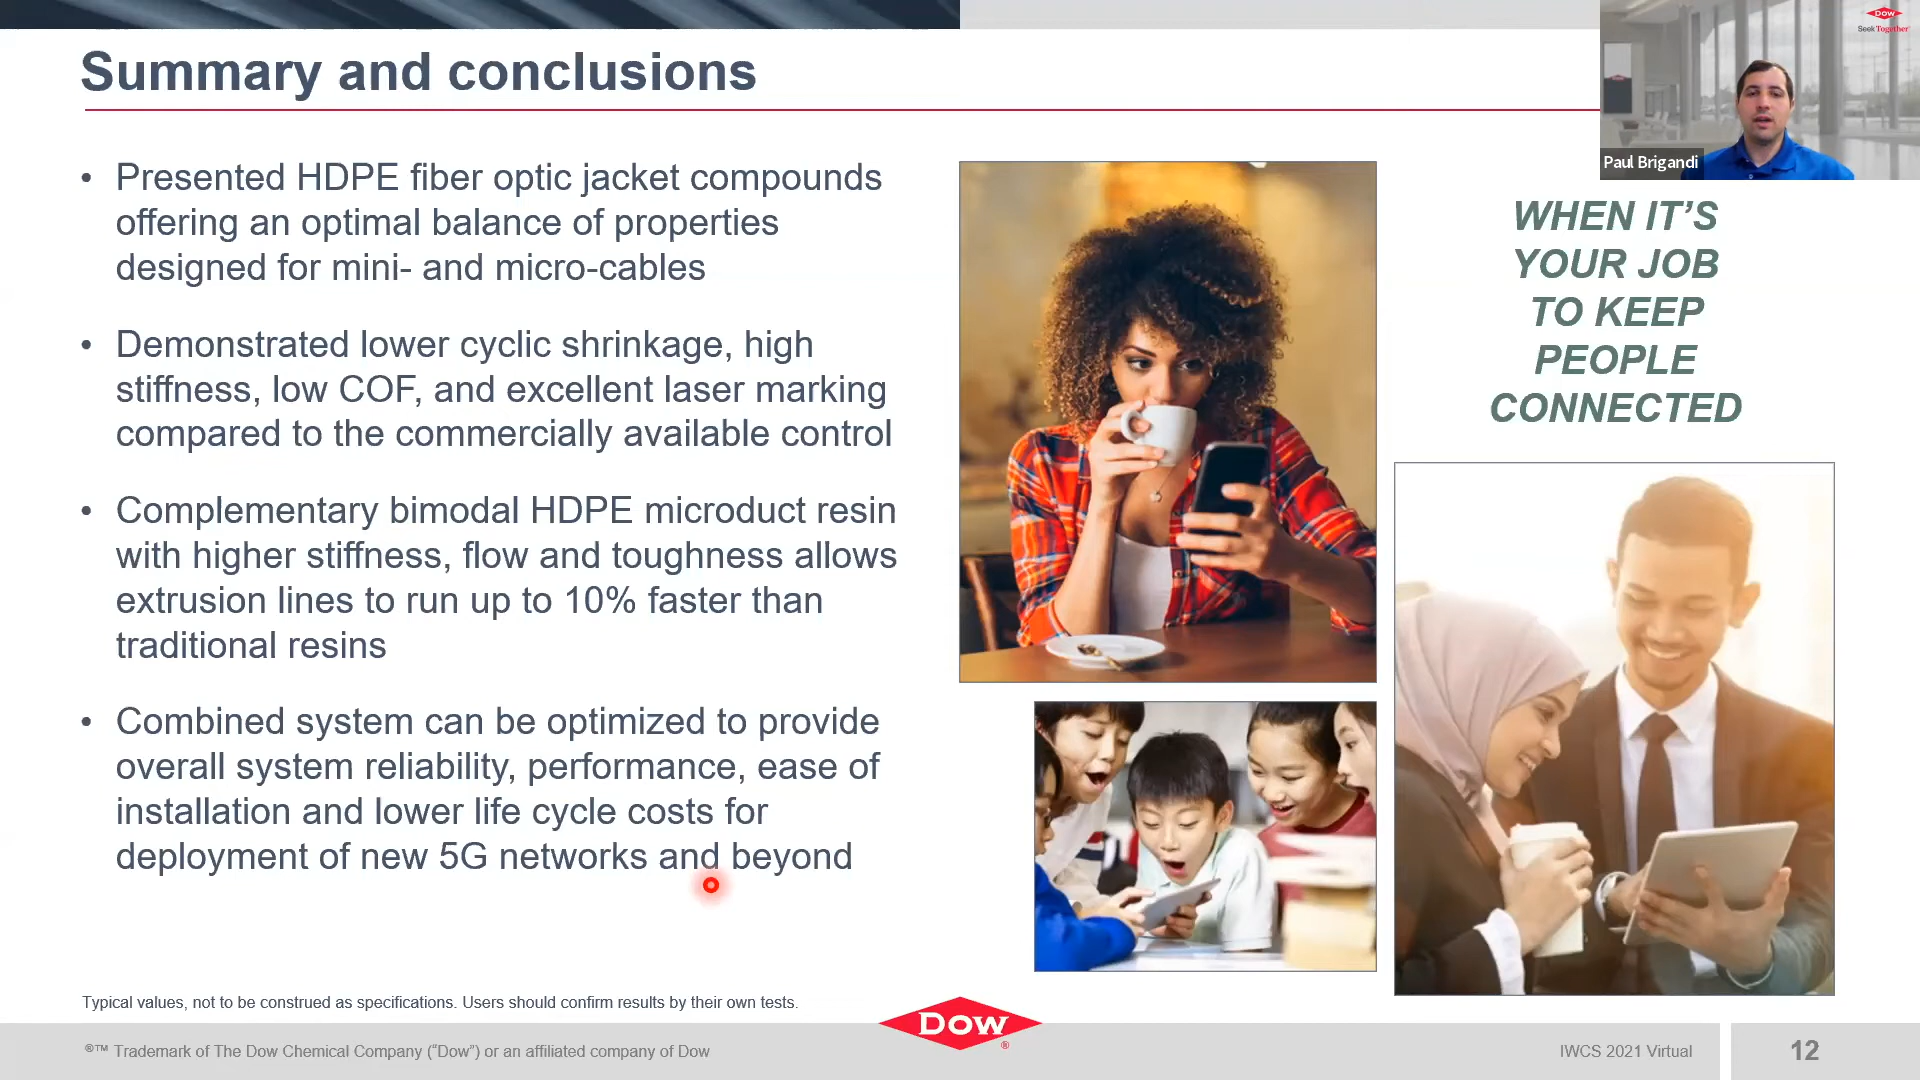 Summary and conclusions
DOW
Seek Together™
Paul Brigandi
• Presented HDPE fiber optic jacket compounds
offering an optimal balance of properties
designed for mini- and micro-cables
• Demonstrated lower cyclic shrinkage, high
stiffness, low COF, and excellent laser marking
compared to the commercially available control
• Complementary bimodal HDPE microduct resin
with higher stiffness, flow and toughness allows
extrusion lines to run up to 10% faster than
traditional resins
• Combined system can be optimized to provide
overall system reliability, performance, ease of
installation and lower life cycle costs for
deployment of new 5G networks and beyond
WHEN IT’S
YOUR JOB
TO KEEP
PEOPLE
CONNECTED
Typical values, not to be construed as specifications. Users should confirm results by their own tests.
®™ Trademark of The Dow Chemical Company (“Dow”) or an affiliated company of Dow
DOW®
IWCS 2021 Virtual
12